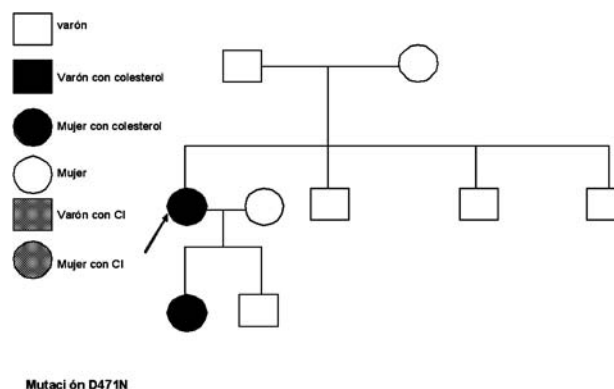 varón
Varón con colesterol
Mujer con colesterol
Mujer
Varón con CI
Mujer con CI
Mutaci ón D471N